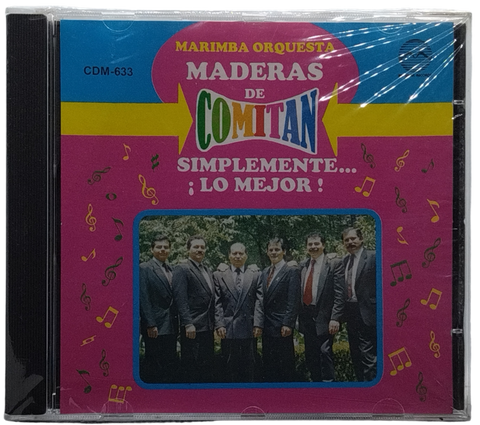 MARIMBA ORQUESTA
CDM-633
MADERAS
DE
COMITAN
SIMPLEMENTE...
¡LO MEJOR!